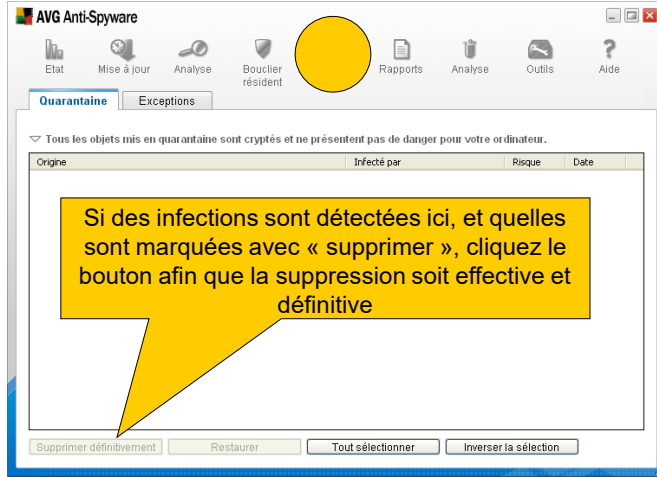 AVG Anti-Spyware
Etat Mise à jour Analyse Bouclier résident Rapports Analyse Outils Aide
Quarantaine Exceptions
Tous les objets mis en quarantaine sont cryptés et ne présentent pas de danger pour votre ordinateur.
Origine Infecté par Risque Date
Si des infections sont détectées ici, et quelles
sont marquées avec « supprimer », cliquez le
bouton afin que la suppression soit effective et
définitive
Supprimer définitivement Restaurer Tout sélectionner Inverser la sélection